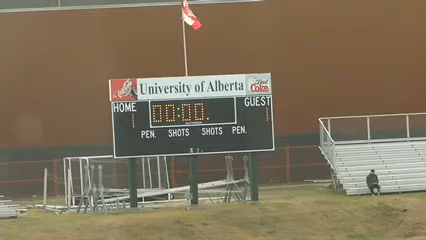 University of Alberta
Diet Coke
HOME 00:00. GUEST
PEN. SHOTS SHOTS PEN.